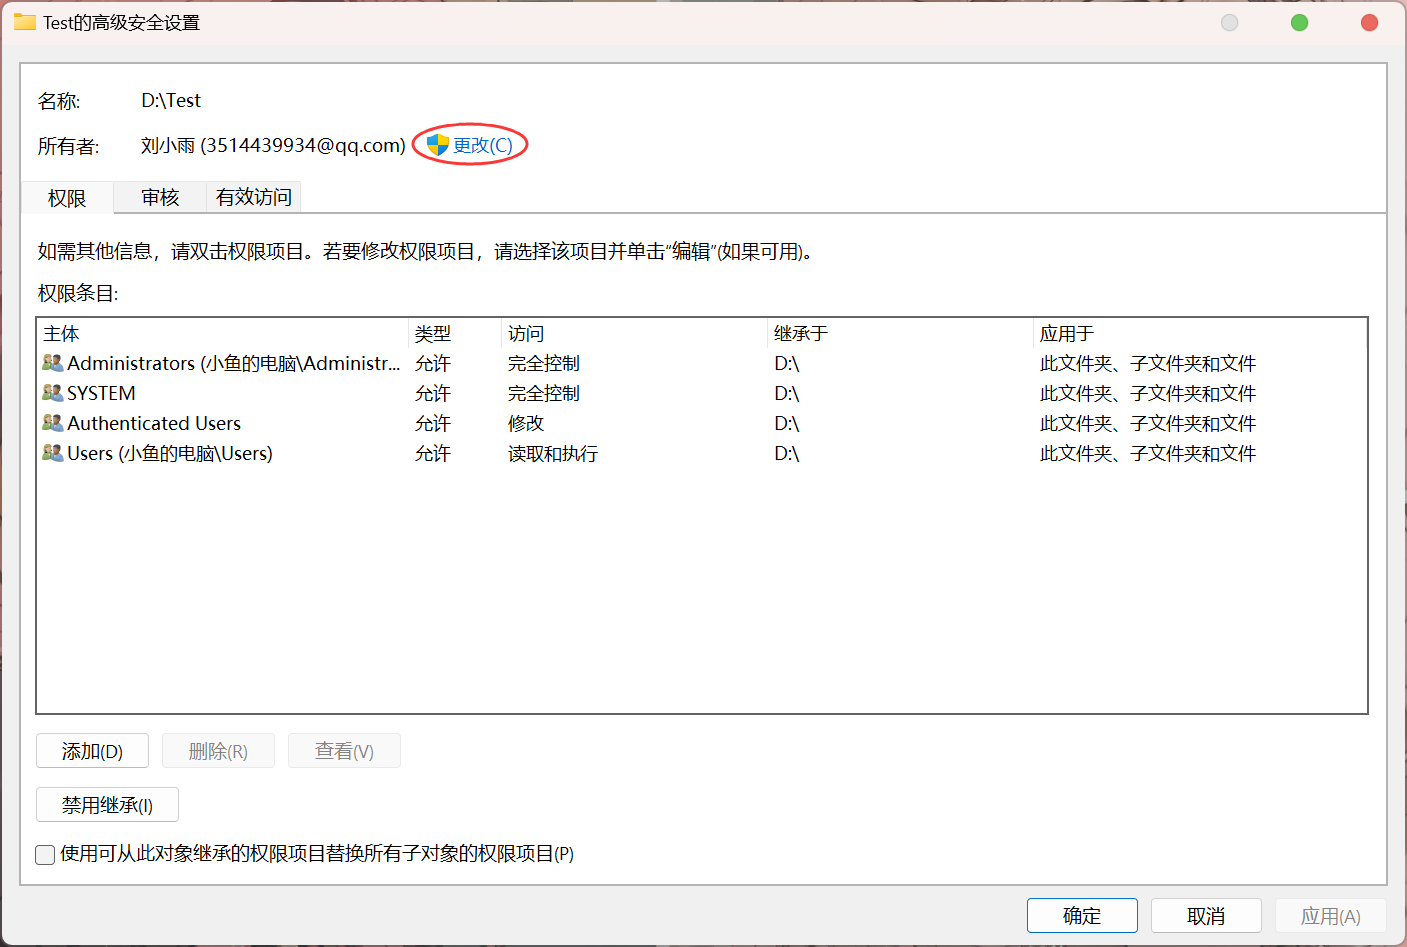 Test的高级安全设置
名称: D:\Test
所有者: 刘小雨 (3514439934@qq.com) 更改(C)
权限 审核 有效访问
如需其他信息，请双击权限项目。若要修改权限项目，请选择该项目并单击“编辑”(如果可用)。
权限条目:
主体 类型 访问 继承于 应用于
Administrators (小鱼的电脑\Administr... 允许 完全控制 D:\ 此文件夹、子文件夹和文件
SYSTEM 允许 完全控制 D:\ 此文件夹、子文件夹和文件
Authenticated Users 允许 修改 D:\ 此文件夹、子文件夹和文件
Users (小鱼的电脑\Users) 允许 读取和执行 D:\ 此文件夹、子文件夹和文件
添加(D) 删除(R) 查看(V)
禁用继承(I)
使用可从此对象继承的权限项目替换所有子对象的权限项目(P)
确定 取消 应用(A)